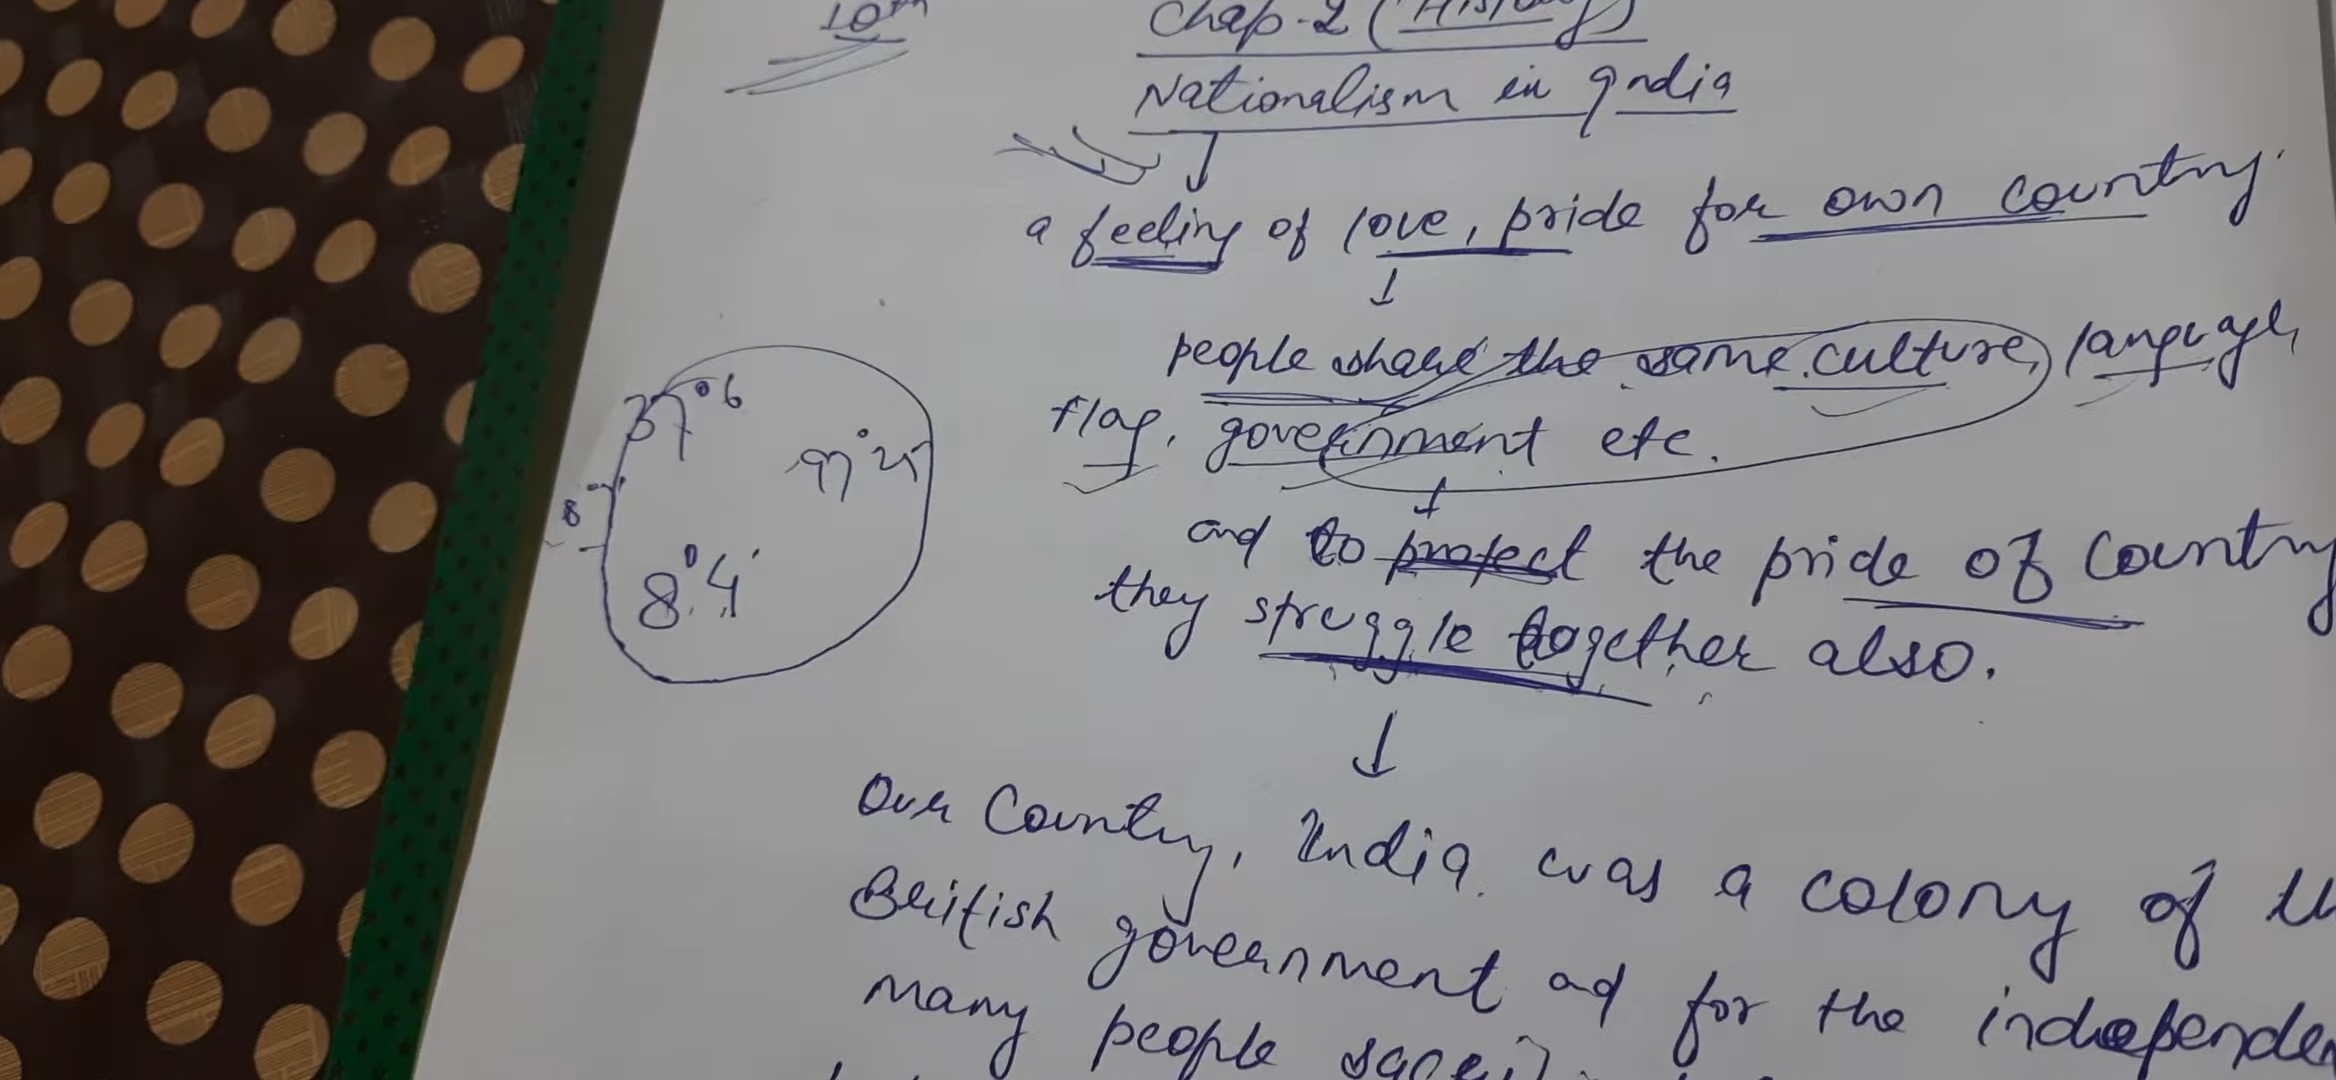 10th
Chap-2 (History)
Nationalism in India
a feeling of love, pride for own country.
people share the same culture, language,
flag, government etc.
and to protect the pride of country
they struggle together also.
37°6
97°25
8
8°4'
Our Country, India was a colony of
British government ad for the
many people